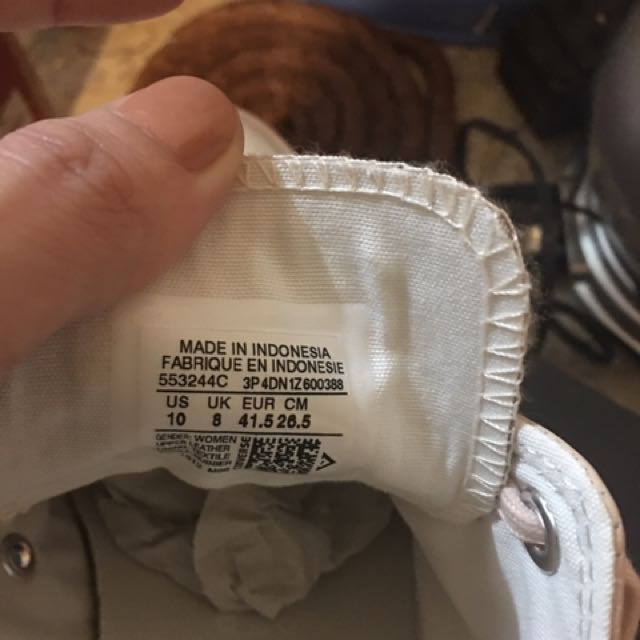 MADE IN INDONESIA
FABRIQUE EN INDONESIE
553244C 3P4DN1Z600388
US UK EUR CM
10 8 41.5 26.5
GENDER: WOMEN